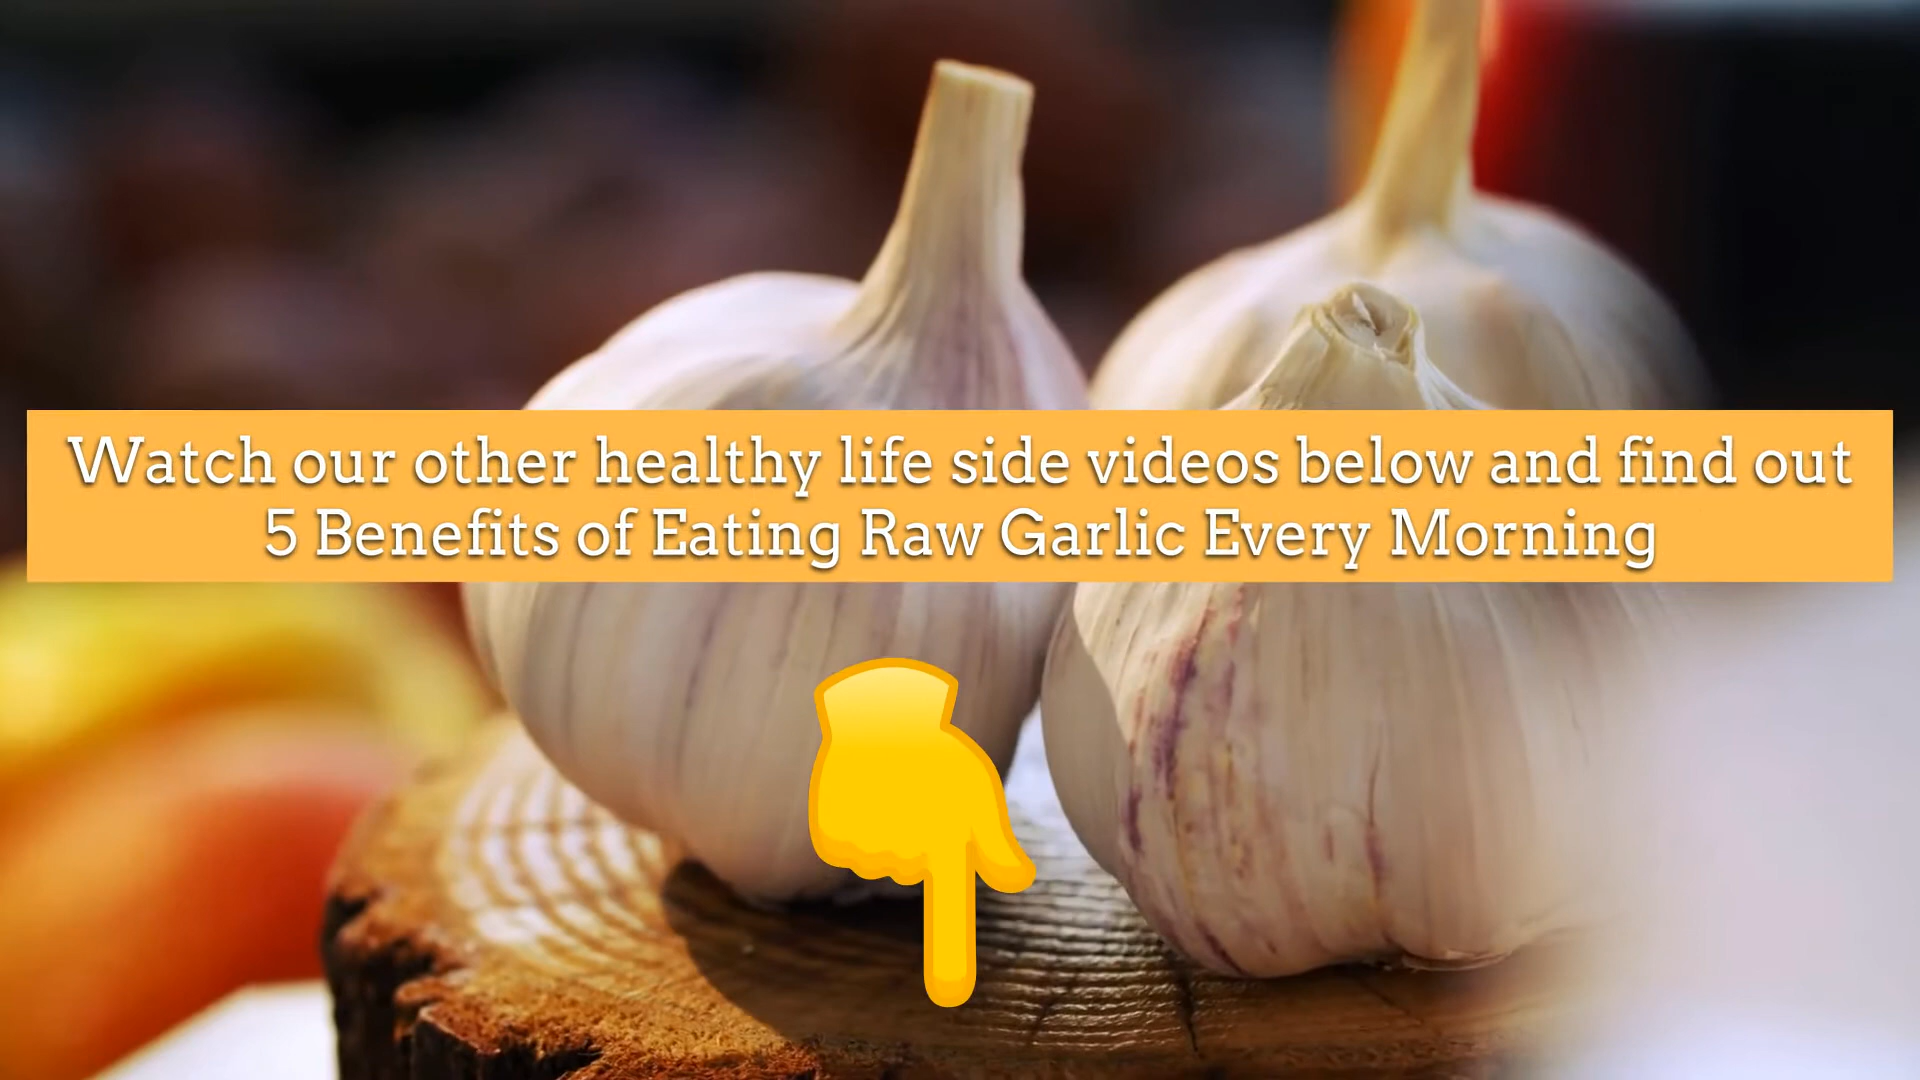 Watch our other healthy life side videos below and find out
5 Benefits of Eating Raw Garlic Every Morning